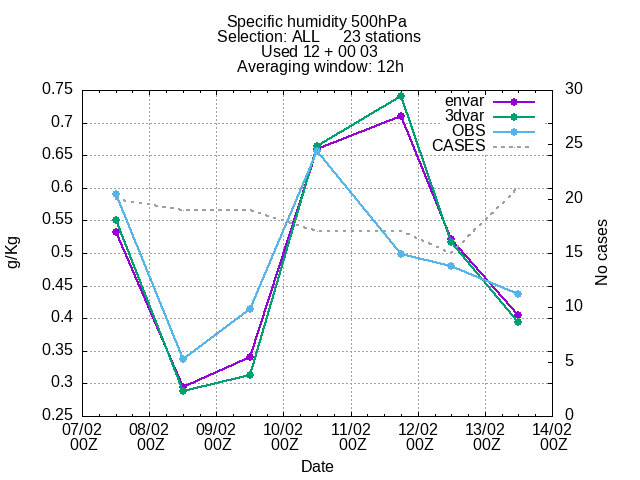 Specific humidity 500hPa
Selection: ALL     23 stations
Used 12 + 00 03
Averaging window: 12h
0.75
0.7
0.65
0.6
0.55
0.5
0.45
0.4
0.35
0.3
0.25
g/Kg
envar
3dvar
OBS
CASES
30
25
20
15
10
5
0
No cases
07/02 08/02 09/02 10/02 11/02 12/02 13/02 14/02
00Z 00Z 00Z 00Z 00Z 00Z 00Z 00Z
Date